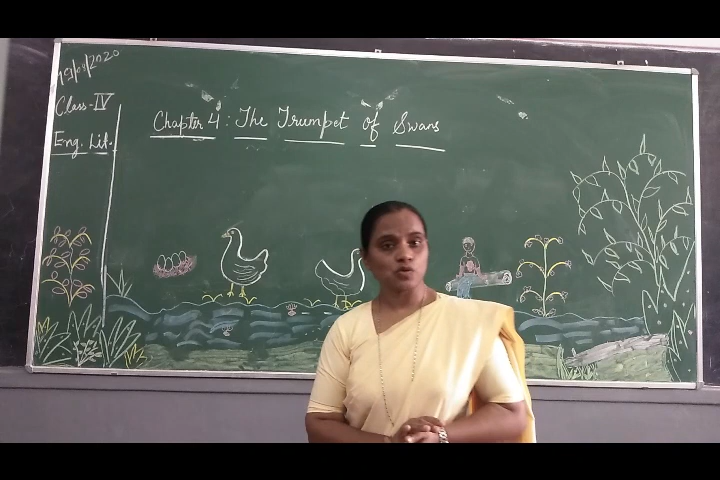 Class-IV
Eng. Lit.
Chapter 4: The Trumpet of Swans